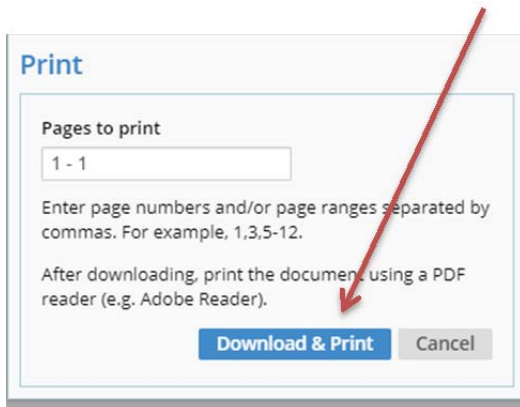 Print
Pages to print
1 - 1
Enter page numbers and/or page ranges separated by
commas. For example, 1,3,5-12.
After downloading, print the document using a PDF
reader (e.g. Adobe Reader).
Download & Print Cancel